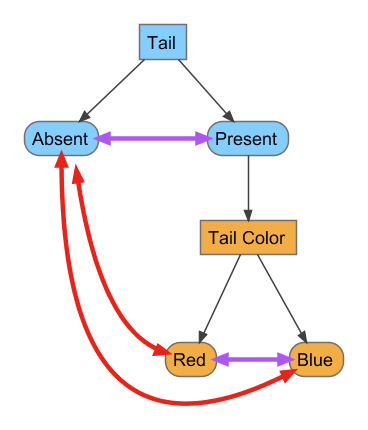 Tail
Absent
Present
Tail Color
Red
Blue